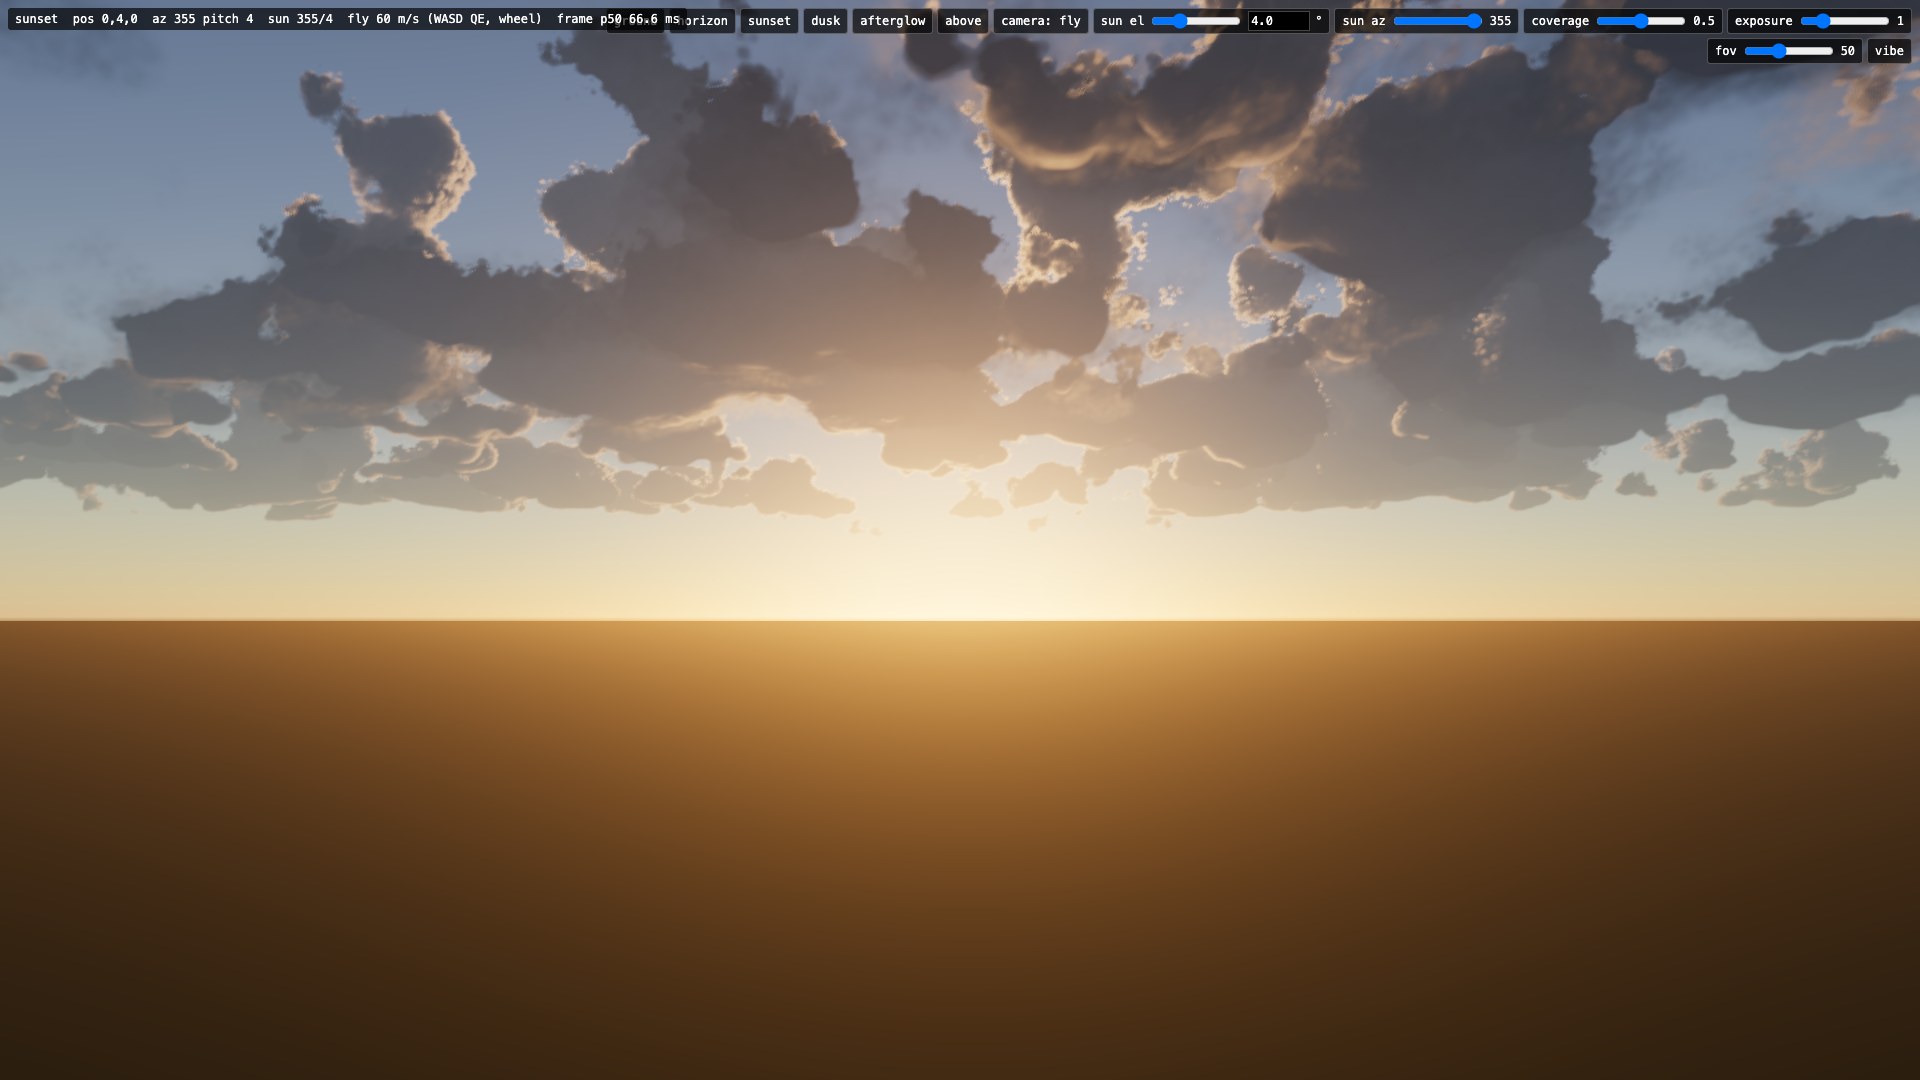 sunset pos 0,4,0 az 355 pitch 4 sun 355/4 fly 60 m/s (WASD QE, wheel) frame p50 66.6 ms
horizon sunset dusk afterglow above camera: fly sun el 4.0 ° sun az 355 coverage 0.5 exposure 1
fov 50 vibe